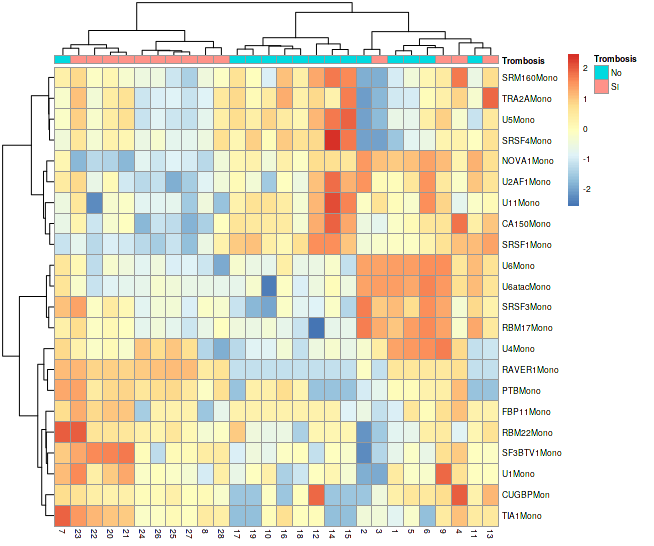 Trombosis
Trombosis
No
SI
2
1
0
-1
-2
SRM160Mono
TRA2AMono
U5Mono
SRSF4Mono
NOVA1Mono
U2AF1Mono
U11Mono
CA150Mono
SRSF1Mono
U6Mono
U6atacMono
SRSF3Mono
RBM17Mono
U4Mono
RAVER1Mono
PTBMono
FBP11Mono
RBM22Mono
SF3BTV1Mono
U1Mono
CUGBPMon
TIA1Mono
7 23 22 20 21 24 26 25 27 8 28 17 19 10 16 18 12 14 15 2 3 1 5 6 9 4 11 13